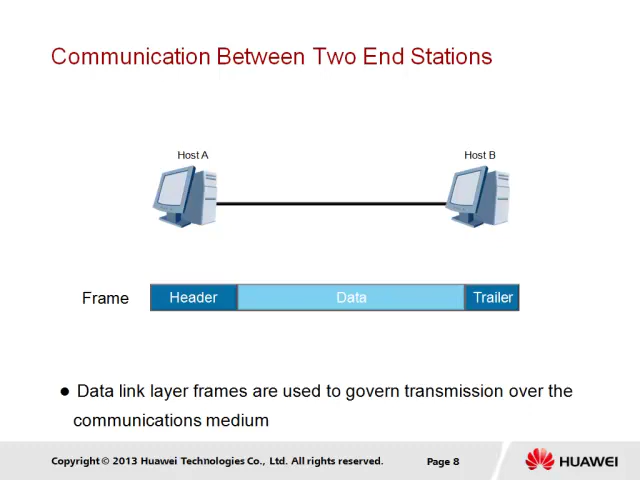 Communication Between Two End Stations
Host A
Host B
Frame
Header
Data
Trailer
● Data link layer frames are used to govern transmission over the
communications medium
Copyright © 2013 Huawei Technologies Co., Ltd. All rights reserved.
Page 8
HUAWEI